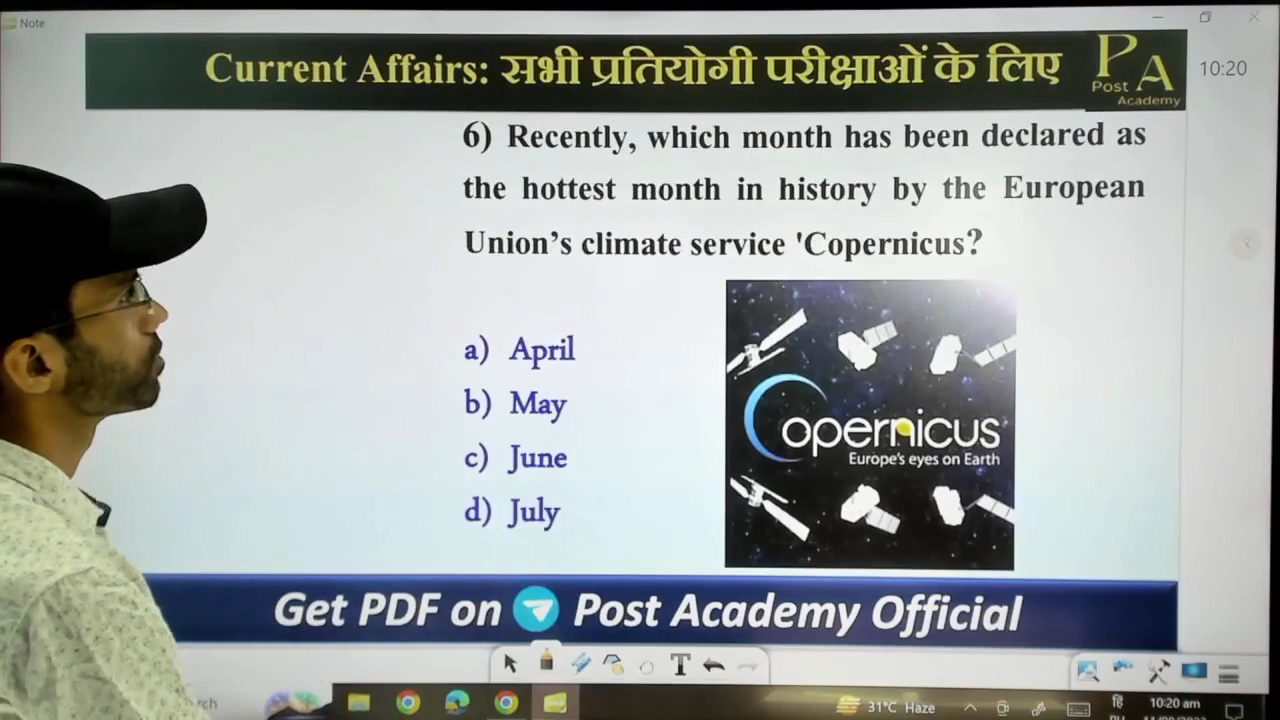 Note
Current Affairs: सभी प्रतियोगी परीक्षाओं के लिए
P A
Post
Academy
10:20
6) Recently, which month has been declared as
the hottest month in history by the European
Union’s climate service 'Copernicus?
a) April
b) May
c) June
d) July
opernicus
Europe's eyes on Earth
Get PDF on Post Academy Official
T
rch
31°C Haze
हि
10:20 am